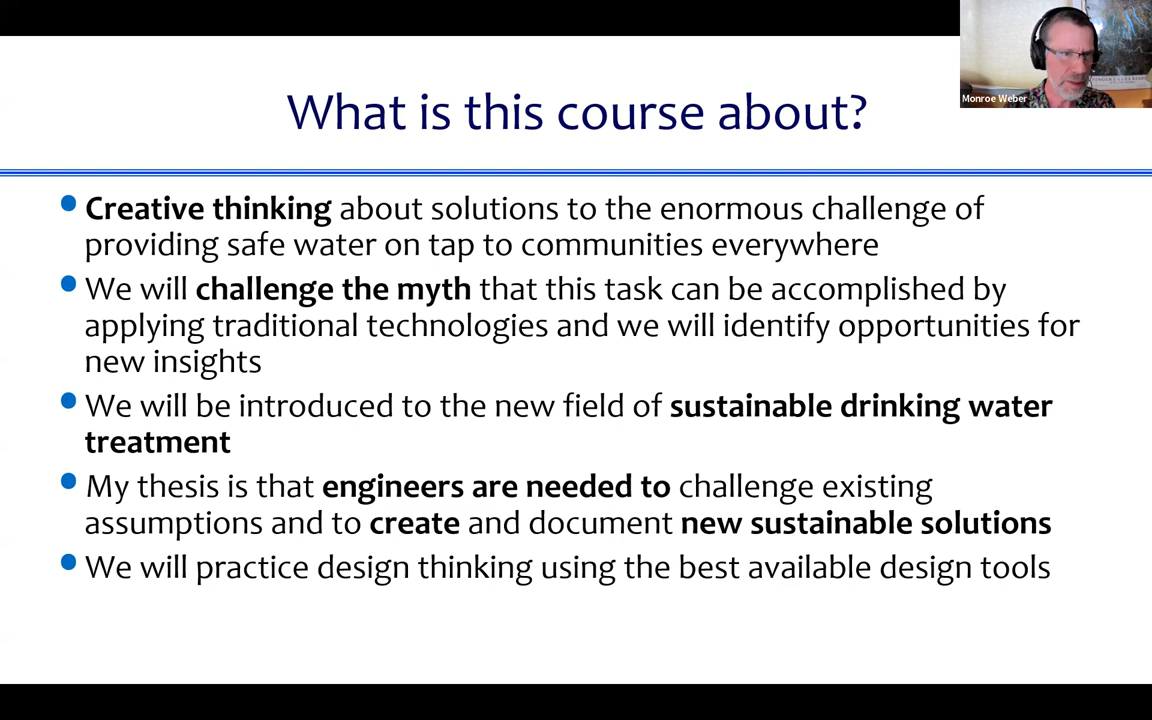 What is this course about?
Monroe Weber
Creative thinking about solutions to the enormous challenge of
providing safe water on tap to communities everywhere
We will challenge the myth that this task can be accomplished by
applying traditional technologies and we will identify opportunities for
new insights
We will be introduced to the new field of sustainable drinking water
treatment
My thesis is that engineers are needed to challenge existing
assumptions and to create and document new sustainable solutions
We will practice design thinking using the best available design tools